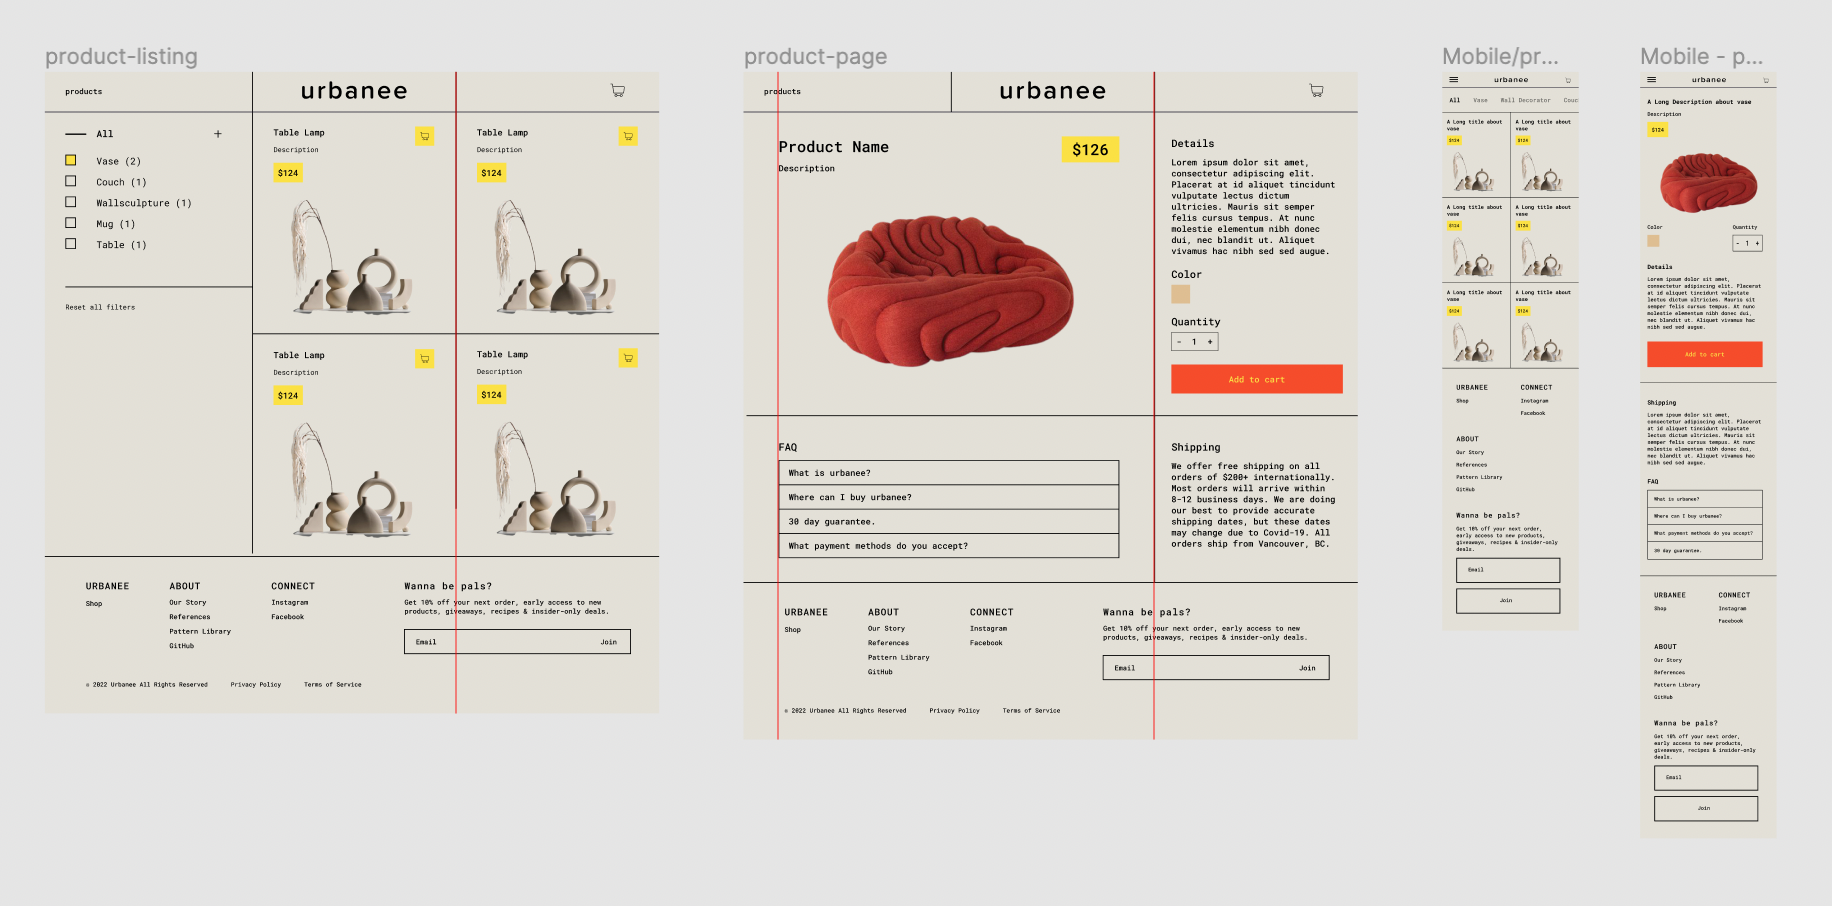 product-listing
products
urbanee
All
+
Vase (2)
Couch (1)
Wallsculpture (1)
Mug (1)
Table (1)
Reset all filters
Table Lamp
Description
$124
Table Lamp
Description
$124
Table Lamp
Description
$124
Table Lamp
Description
$124
URBANEE
Shop
ABOUT
Our Story
References
Pattern Library
GitHub
CONNECT
Instagram
Facebook
Wanna be pals?
Get 10% off your next order, early access to new
products, giveaways, recipes & insider-only deals.
Email Join
© 2022 Urbanee All Rights Reserved Privacy Policy Terms of Service
product-page
products
urbanee
Product Name
Description
$126
Details
Lorem ipsum dolor sit amet,
consectetur adipiscing elit.
Placerat at id aliquet tincidunt
vulputate lectus dictum
ultricies. Mauris sit semper
felis cursus tempus. At nunc
molestie elementum nibh donec
dui, nec blandit ut. Aliquet
vivamus hac nibh sed sed augue.
Color
Quantity
- 1 +
Add to cart
FAQ
What is urbanee?
Where can I buy urbanee?
30 day guarantee.
What payment methods do you accept?
Shipping
We offer free shipping on all
orders of $200+ internationally.
Most orders will arrive within
8-12 business days. We are doing
our best to provide accurate
shipping dates, but these dates
may change due to Covid-19. All
orders ship from Vancouver, BC.
URBANEE
Shop
ABOUT
Our Story
References
Pattern Library
GitHub
CONNECT
Instagram
Facebook
Wanna be pals?
Get 10% off your next order, early access to new
products, giveaways, recipes & insider-only deals.
Email Join
© 2022 Urbanee All Rights Reserved Privacy Policy Terms of Service
Mobile/pr...
urbanee
All Vase Wall Decorator Couc
A Long title about
vase
$124
A Long title about
vase
$124
A Long title about
vase
$124
A Long title about
vase
$124
A Long title about
vase
$124
A Long title about
vase
$124
URBANEE
Shop
CONNECT
Instagram
Facebook
ABOUT
Our Story
References
Pattern Library
GitHub
Wanna be pals?
Get 10% off your next order,
early access to new products,
giveaways, recipes & insider-only
deals.
Email
Join
Mobile - p...
urbanee
A Long Description about vase
Description
$124
Color
Quantity
- 1 +
Details
Lorem ipsum dolor sit amet,
consectetur adipiscing elit. Placerat
at id aliquet tincidunt vulputate
lectus dictum ultricies. Mauris sit
semper felis cursus tempus. At nunc
molestie elementum nibh donec dui,
nec blandit ut. Aliquet vivamus hac
nibh sed sed augue.
Add to cart
Shipping
Lorem ipsum dolor sit amet,
consectetur adipiscing elit. Placerat
at id aliquet tincidunt vulputate
lectus dictum ultricies. Mauris sit
semper felis cursus tempus. At nunc
molestie elementum nibh donec dui,
nec blandit ut. Aliquet vivamus hac
nibh sed sed augue.
FAQ
What is urbanee?
Where can I buy urbanee?
What payment methods do you accept?
30 day guarantee.
URBANEE
Shop
CONNECT
Instagram
Facebook
ABOUT
Our Story
References
Pattern Library
GitHub
Wanna be pals?
Get 10% off your next order,
early access to new products,
giveaways, recipes & insider-only
deals.
Email
Join